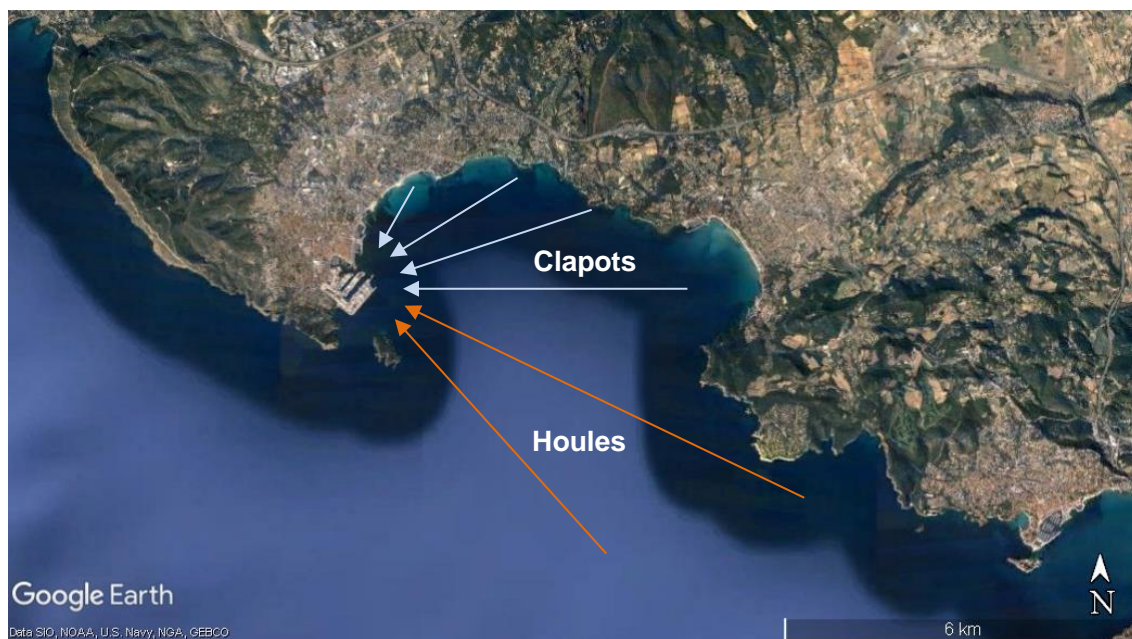 Clapots
Houles
Google Earth
N
Data SIO, NOAA, U.S. Navy, NGA, GEBCO
6 km